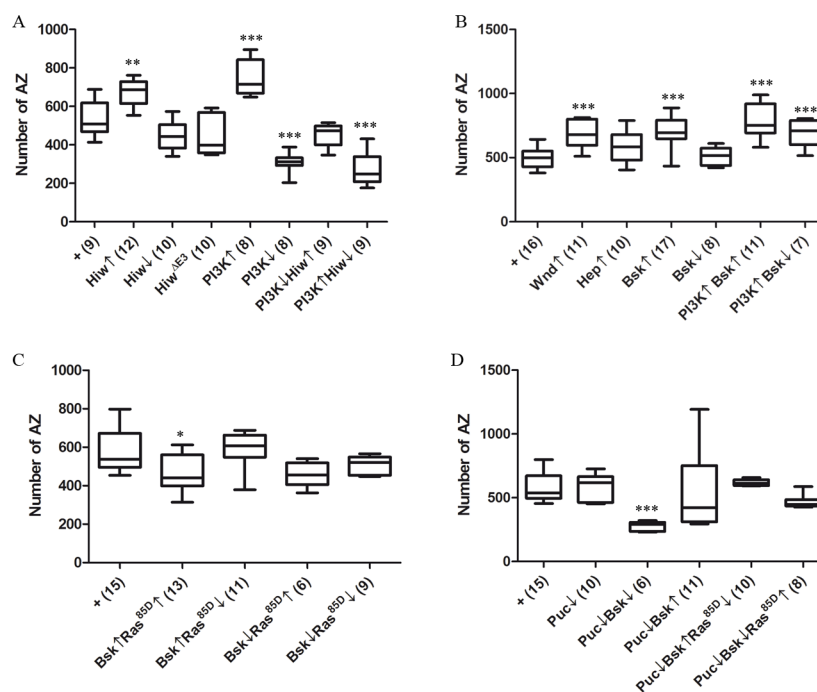 A
Number of AZ
1000
800
600
400
200
0
**
***
***
***
+ (9)
Hiw↑ (12)
Hiw↓ (10)
Hiw^ΔE3 (10)
PI3K↑ (8)
PI3K↓ (8)
PI3K↓Hiw↑ (9)
PI3K↑Hiw↓ (9)
B
Number of AZ
1500
1000
500
0
***
***
***
***
+ (16)
Wnd↑ (11)
Hep↑ (10)
Bsk↑ (17)
Bsk↓ (8)
PI3K↑ Bsk↑ (11)
PI3K↑ Bsk↓ (7)
C
Number of AZ
1000
800
600
400
200
0
*
+ (15)
Bsk↑Ras^85D↑ (13)
Bsk↑Ras^85D↓ (11)
Bsk↓Ras^85D↑ (6)
Bsk↓Ras^85D↓ (9)
D
Number of AZ
1500
1000
500
0
***
+ (15)
Puc↓ (10)
Puc↓Bsk↓ (6)
Puc↓Bsk↑ (11)
Puc↓Bsk↑Ras^85D↓ (10)
Puc↓Bsk↓Ras^85D↑ (8)